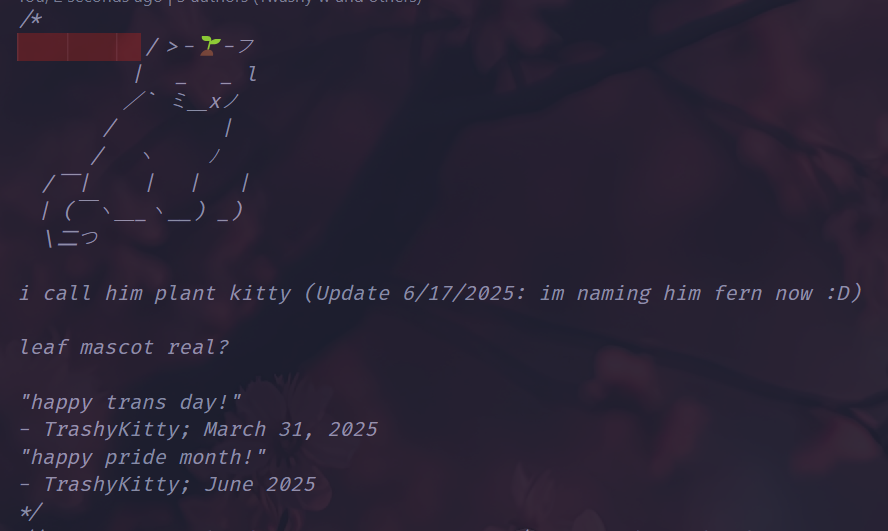 You, 2 seconds ago | 3 authors (Trashy w and others)
/*
/ >-🌱-フ
|  _  _ l
／` ミ__xノ
/      |
/  ヽ   ﾉ
/￣|   |  |  |
| (￣ヽ__ヽ__) _)
\二つ
i call him plant kitty (Update 6/17/2025: im naming him fern now :D)
leaf mascot real?
"happy trans day!"
- TrashyKitty; March 31, 2025
"happy pride month!"
- TrashyKitty; June 2025
*/